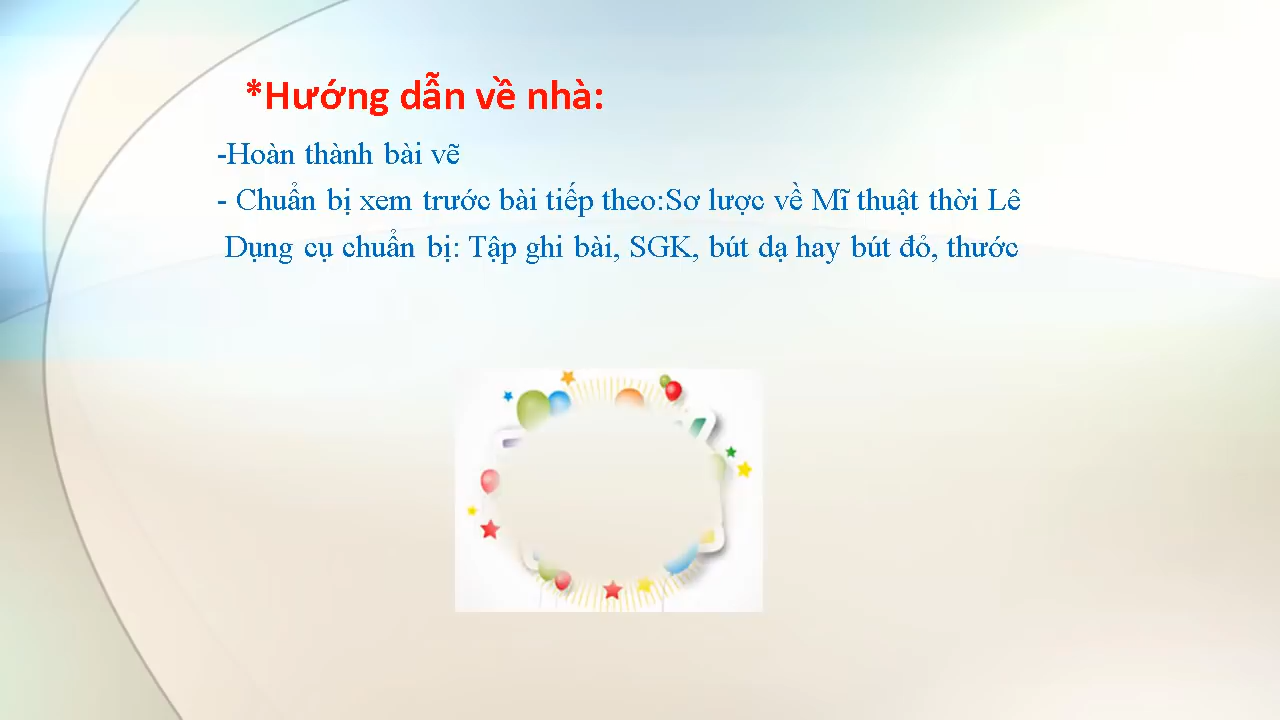 *Hướng dẫn về nhà:
-Hoàn thành bài vẽ
- Chuẩn bị xem trước bài tiếp theo:Sơ lược về Mĩ thuật thời Lê
Dụng cụ chuẩn bị: Tập ghi bài, SGK, bút dạ hay bút đỏ, thước